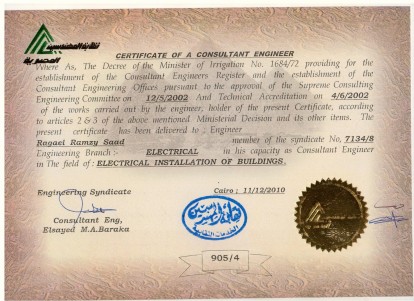 نقابة المهندسين
المصرية
CERTIFICATE OF A CONSULTANT ENGINEER
Where As, The Decree of the Minister of Irrigation No. 1684/72 providing for the
establishment of the Consultant Engineers Register and the establishment of the
Consultant Engineering Offices pursuant to the approval of the Supreme Consulting
Engineering Committee on 12/5/2002 And Technical Accreditation on 4/6/2002
of the works carried out by the engineer, holder of the present Certificate, according
to articles 2 & 3 of the above mentioned Ministerial Decision and its other items. The
present certificate has been delivered to : Engineer
Ragaei Ramzy Saad member of the syndicate No, 7134/8
Engineering Branch :- ELECTRICAL in his capacity as Consultant Engineer
in The field of : ELECTRICAL INSTALLATION OF BUILDINGS.
Engineering Syndicate Cairo ; 11/12/2010
Consultant Eng,
Elsayed M.A.Baraka
نقابة المهندسين
905/4